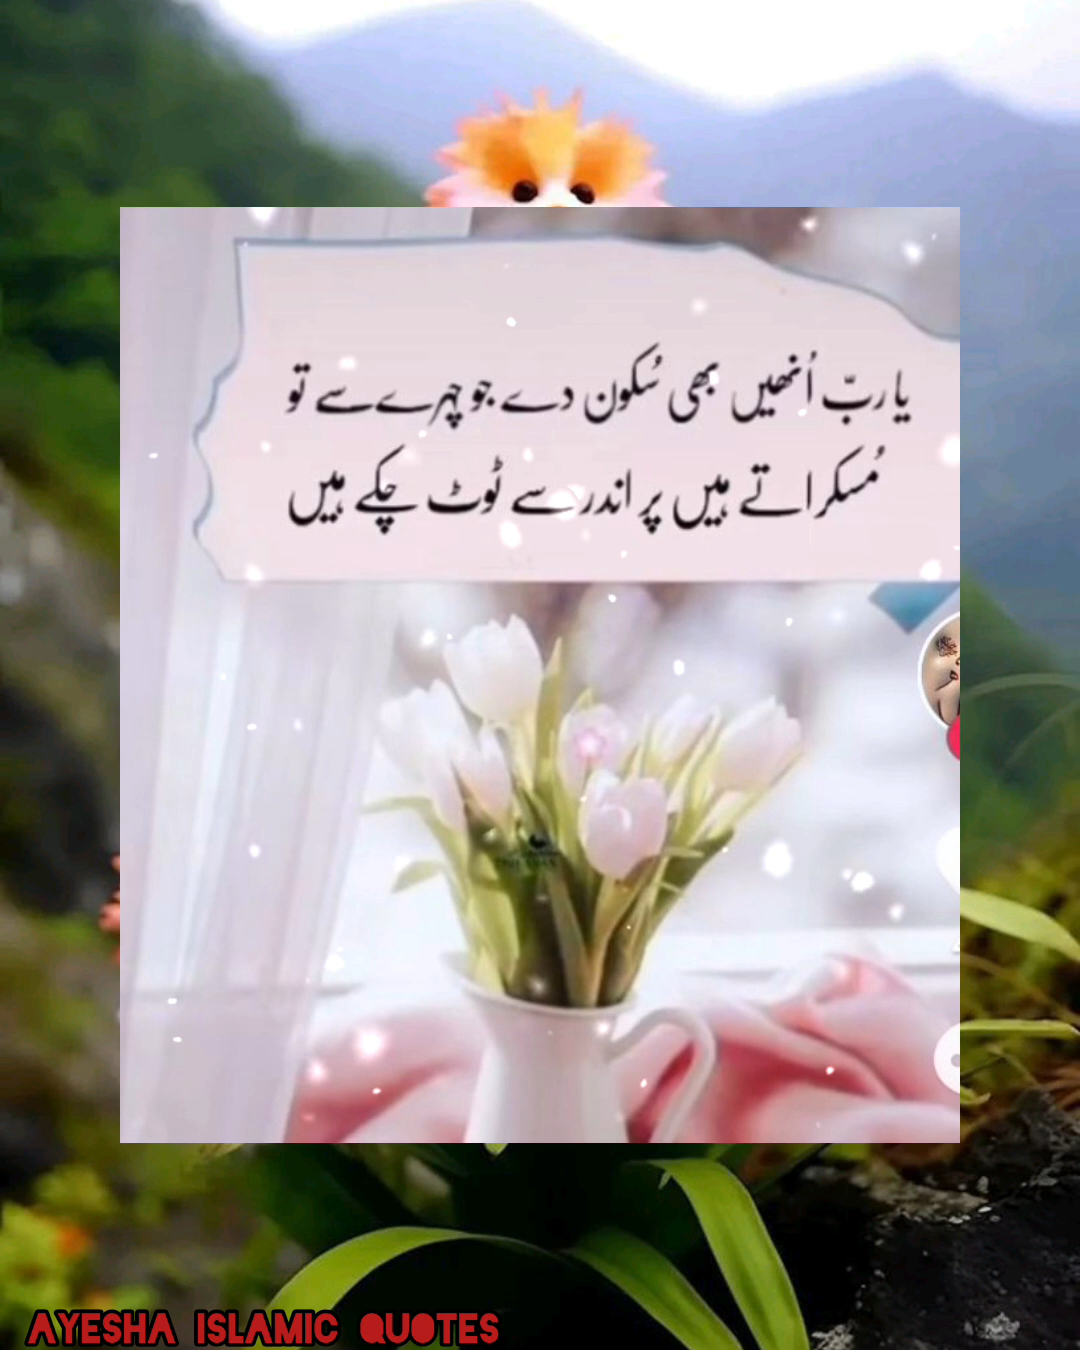 یا ربّ اُنھیں بھی سُکون دے جو چہرے سے تو
مُسکراتے ہیں پر اندر سے ٹوٹ چکے ہیں
AYESHA ISLAMIC QUOTES